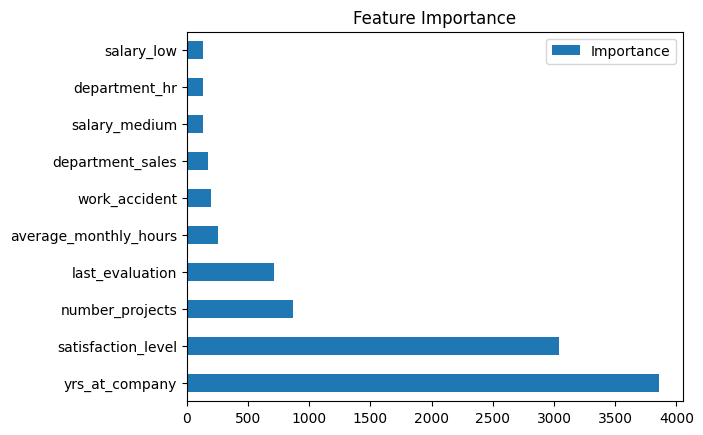 Feature Importance
Importance
salary_low
department_hr
salary_medium
department_sales
work_accident
average_monthly_hours
last_evaluation
number_projects
satisfaction_level
yrs_at_company
0 500 1000 1500 2000 2500 3000 3500 4000